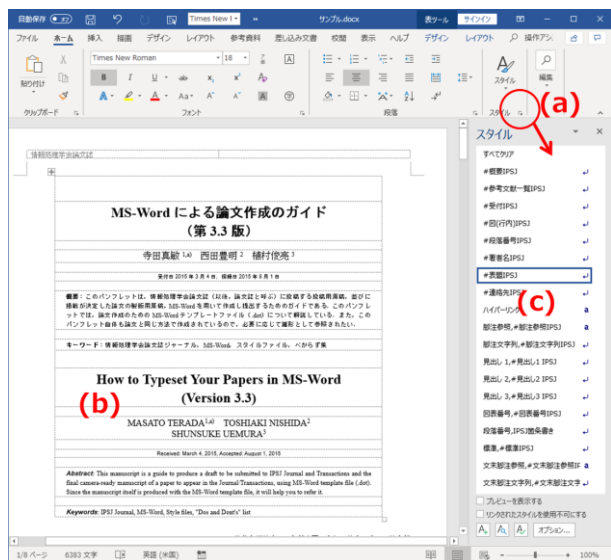 自動保存 オフ Times New R サンプル.docx 表ツール サインイン
ファイル ホーム 挿入 描画 デザイン レイアウト 参考資料 差し込み文書 校閲 表示 ヘルプ デザイン レイアウト 操作アシ
Times New Roman 18
貼り付け スタイル 編集
クリップボード フォント 段落 スタイル
(a)
スタイル
すべてクリア
#概要IPSJ
#参考文献一覧IPSJ
#受付IPSJ
#図(行内)IPSJ
#段落番号IPSJ
#著者名IPSJ
#表題IPSJ
#連絡先IPSJ
(c)
ハイパーリンク
脚注参照,#脚注参照IPSJ
脚注文字列,#脚注文字列IPSJ
見出し 1,#見出し1 IPSJ
見出し 2,#見出し2 IPSJ
見出し 3,#見出し3 IPSJ
図表番号,#図表番号IPSJ
段落番号,IPSJ箇条書き
標準,#標準IPSJ
文末脚注参照,#文末脚注参照IF
文末脚注文字列,#文末脚注文字
プレビューを表示する
リンクされたスタイルを使用不可にする
オプション...
情報処理学会論文誌
MS-Word による論文作成のガイド
(第 3.3 版)
寺田真敏 1,a) 西田豊明 2 植村俊亮 3
受付日 2015 年 3 月 4 日, 採録日 2015 年 8 月 1 日
概要:このパンフレットは,情報処理学会論文誌(以後,論文誌と呼ぶ)に投稿する投稿用原稿,並びに
掲載が決定した論文の製版用原稿,MS-Word を用いて作成し提出するためのガイドである.このパンフレ
ットでは,論文作成のための MS-Word テンプレートファイル(.dot)について解説している.また,この
パンフレット自体も論文と同じ方法で作成されているので,必要に応じて雛形として参照されたい.
キーワード:情報処理学会論文誌ジャーナル,MS-Word,スタイルファイル,べからず集
How to Typeset Your Papers in MS-Word
(Version 3.3)
(b)
MASATO TERADA1,a) TOSHIAKI NISHIDA2
SHUNSUKE UEMURA3
Received: March 4, 2015, Accepted: August 1, 2015
Abstract: This manuscript is a guide to produce a draft to be submitted to IPSJ Journal and Transactions and the
final camera-ready manuscript of a paper to appear in the Journal/Transactions, using MS-Word template file (.dot).
Since the manuscript itself is produced with the MS-Word template file, it will help you to refer it.
Keywords: IPSJ Journal, MS-Word, Style files, "Dos and Dont's" list
1/8 ページ 6383 文字 英語 (米国) 100%